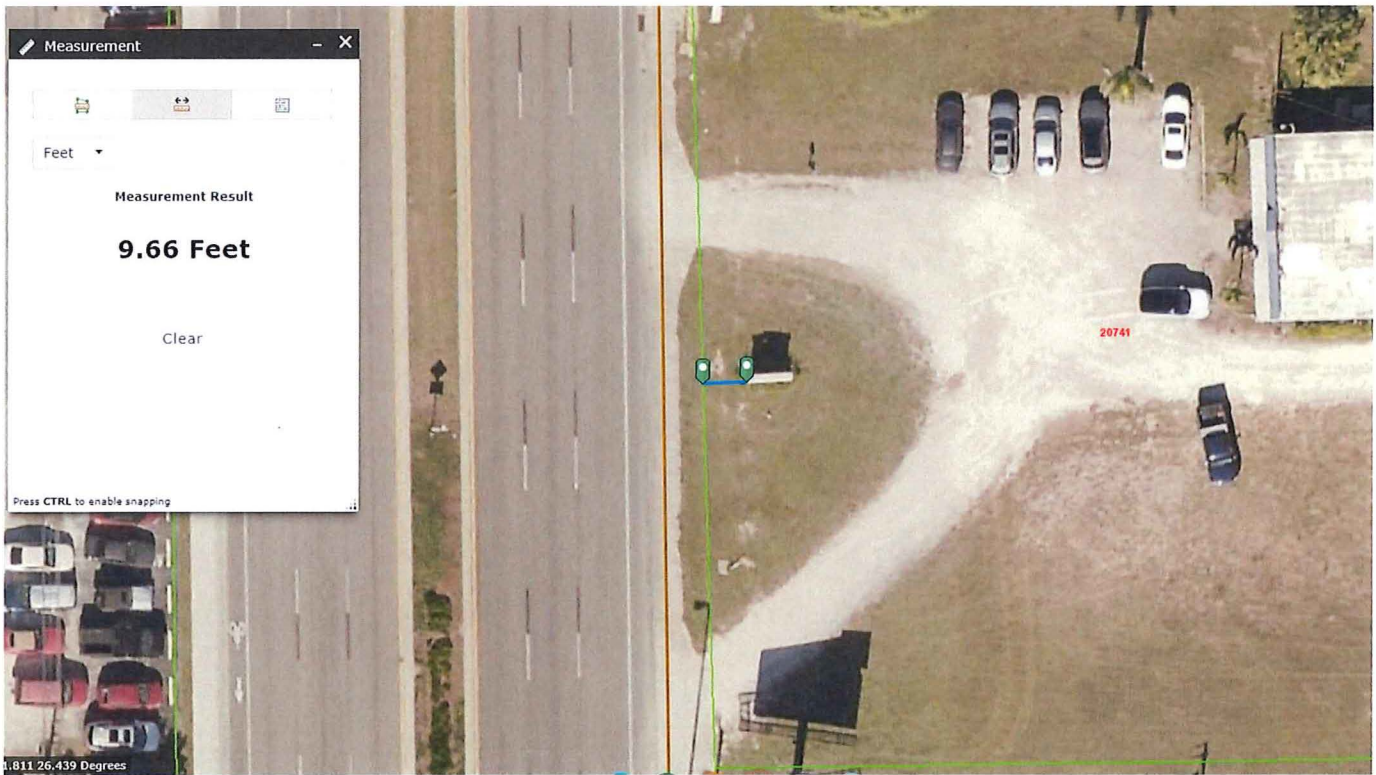 Measurement
Feet
Measurement Result
9.66 Feet
Clear
Press CTRL to enable snapping
1.811 26.439 Degrees
20741